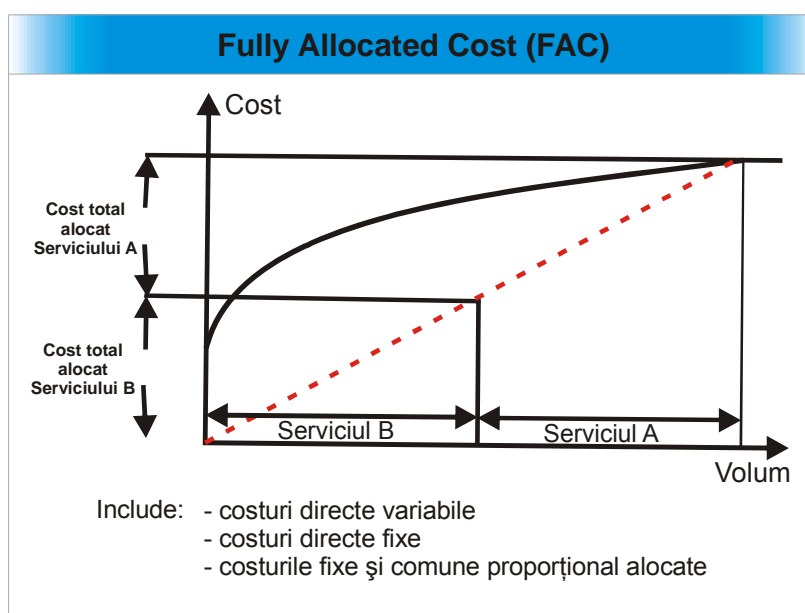 Fully Allocated Cost (FAC)
Cost
Cost total
alocat
Serviciului A
Cost total
alocat
Serviciului B
Serviciul B
Serviciul A
Volum
Include: - costuri directe variabile
- costuri directe fixe
- costurile fixe şi comune proporţional alocate